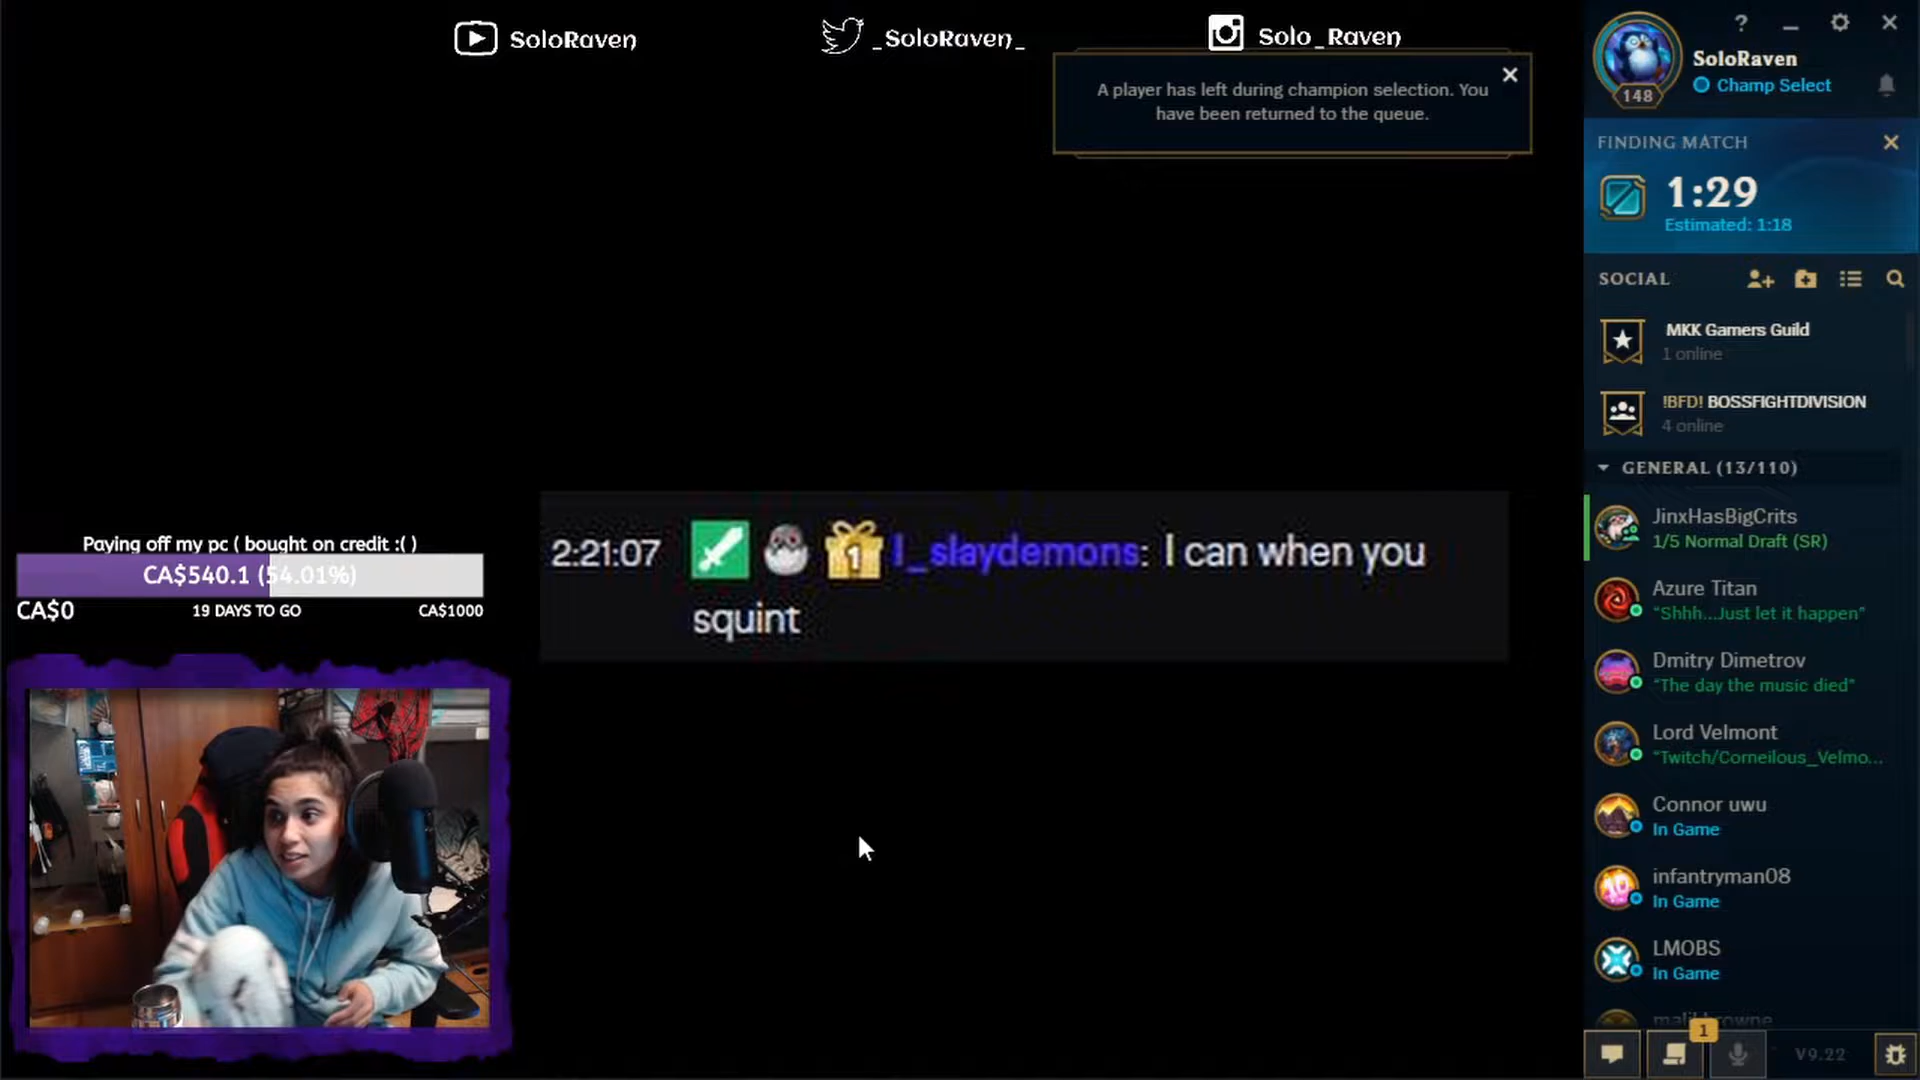 SoloRaven
_SoloRaven_
Solo_Raven
A player has left during champion selection. You
have been returned to the queue.
148
SoloRaven
Champ Select
FINDING MATCH
1:29
Estimated: 1:18
SOCIAL
MKK Gamers Guild
1 online
!BFD! BOSSFIGHTDIVISION
4 online
GENERAL (13/110)
JinxHasBigCrits
1/5 Normal Draft (SR)
Azure Titan
"Shhh...Just let it happen"
Dmitry Dimetrov
"The day the music died"
Lord Velmont
"Twitch/Corneilous_Velmo...
Connor uwu
In Game
infantryman08
In Game
LMOBS
In Game
1
V9.22
Paying off my pc ( bought on credit :( )
CA$540.1 (54.01%)
CA$0
19 DAYS TO GO
CA$1000
2:21:07 1 l_slaydemons: I can when you
squint